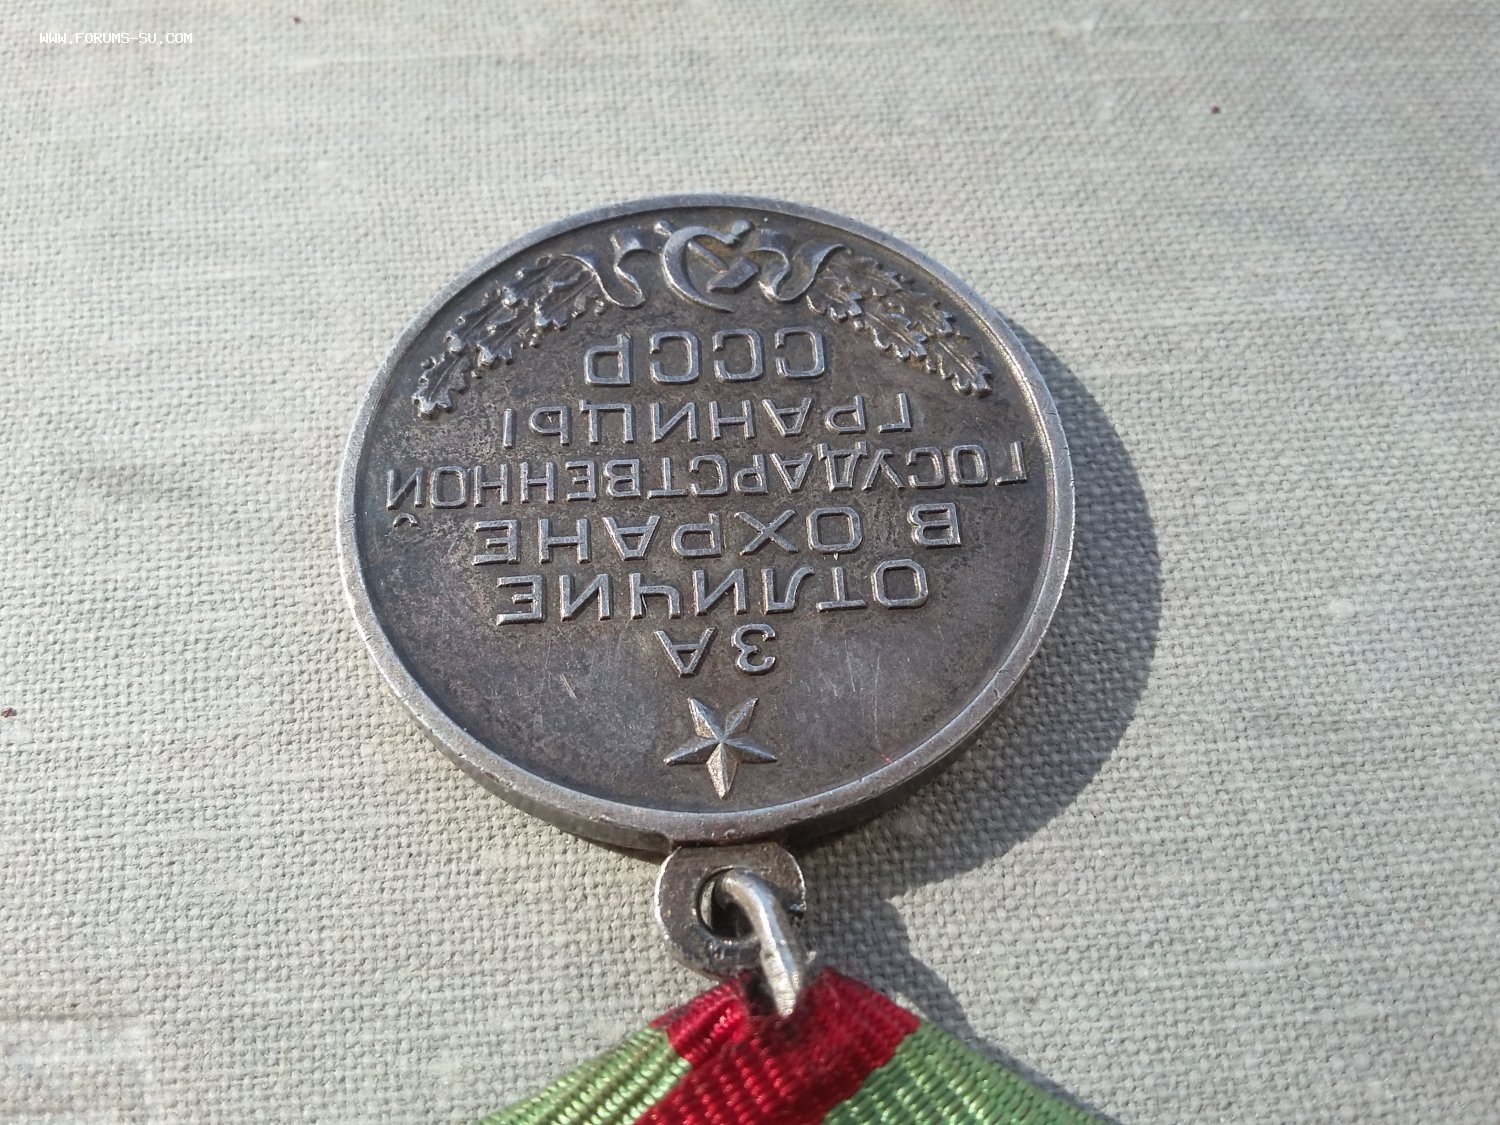 WWW.FORUMS-SU.COM
ЗА
ОТЛИЧИЕ
В ОХРАНЕ
ГОСУДАРСТВЕННОЙ
ГРАНИЦЫ
СССР